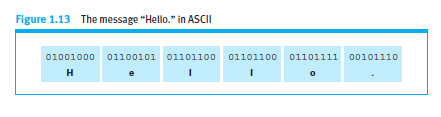 Figure 1.13 The message “Hello.” in ASCII
01001000 01100101 01101100 01101100 01101111 00101110
H e l l o .